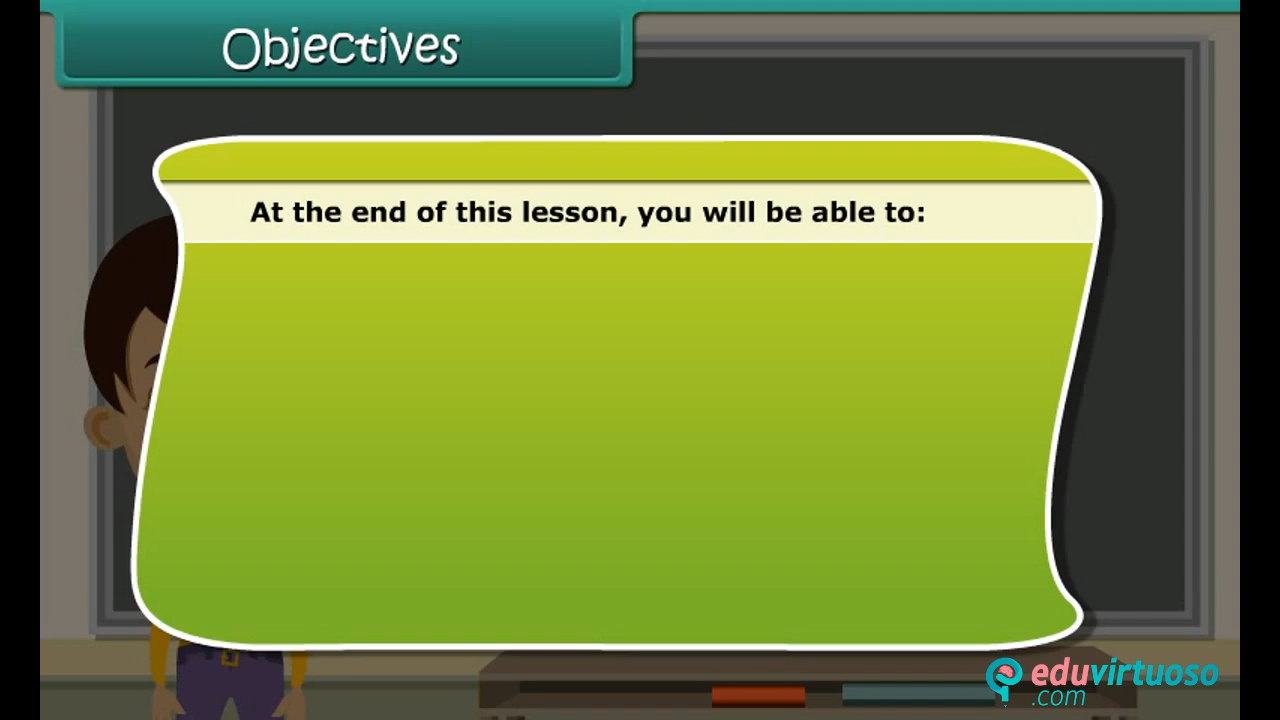 Objectives
At the end of this lesson, you will be able to:
eduvirtuoso
.com